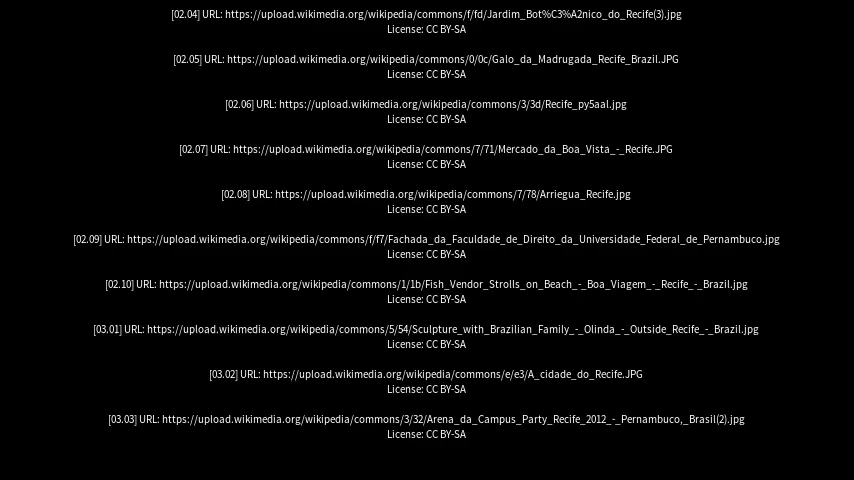 [02.04] URL: https://upload.wikimedia.org/wikipedia/commons/f/fd/Jardim_Bot%C3%A2nico_do_Recife(3).jpg
License: CC BY-SA
[02.05] URL: https://upload.wikimedia.org/wikipedia/commons/0/0c/Galo_da_Madrugada_Recife_Brazil.JPG
License: CC BY-SA
[02.06] URL: https://upload.wikimedia.org/wikipedia/commons/3/3d/Recife_py5aal.jpg
License: CC BY-SA
[02.07] URL: https://upload.wikimedia.org/wikipedia/commons/7/71/Mercado_da_Boa_Vista_-_Recife.JPG
License: CC BY-SA
[02.08] URL: https://upload.wikimedia.org/wikipedia/commons/7/78/Arriegua_Recife.jpg
License: CC BY-SA
[02.09] URL: https://upload.wikimedia.org/wikipedia/commons/f/f7/Fachada_da_Faculdade_de_Direito_da_Universidade_Federal_de_Pernambuco.jpg
License: CC BY-SA
[02.10] URL: https://upload.wikimedia.org/wikipedia/commons/1/1b/Fish_Vendor_Strolls_on_Beach_-_Boa_Viagem_-_Recife_-_Brazil.jpg
License: CC BY-SA
[03.01] URL: https://upload.wikimedia.org/wikipedia/commons/5/54/Sculpture_with_Brazilian_Family_-_Olinda_-_Outside_Recife_-_Brazil.jpg
License: CC BY-SA
[03.02] URL: https://upload.wikimedia.org/wikipedia/commons/e/e3/A_cidade_do_Recife.JPG
License: CC BY-SA
[03.03] URL: https://upload.wikimedia.org/wikipedia/commons/3/32/Arena_da_Campus_Party_Recife_2012_-_Pernambuco,_Brasil(2).jpg
License: CC BY-SA